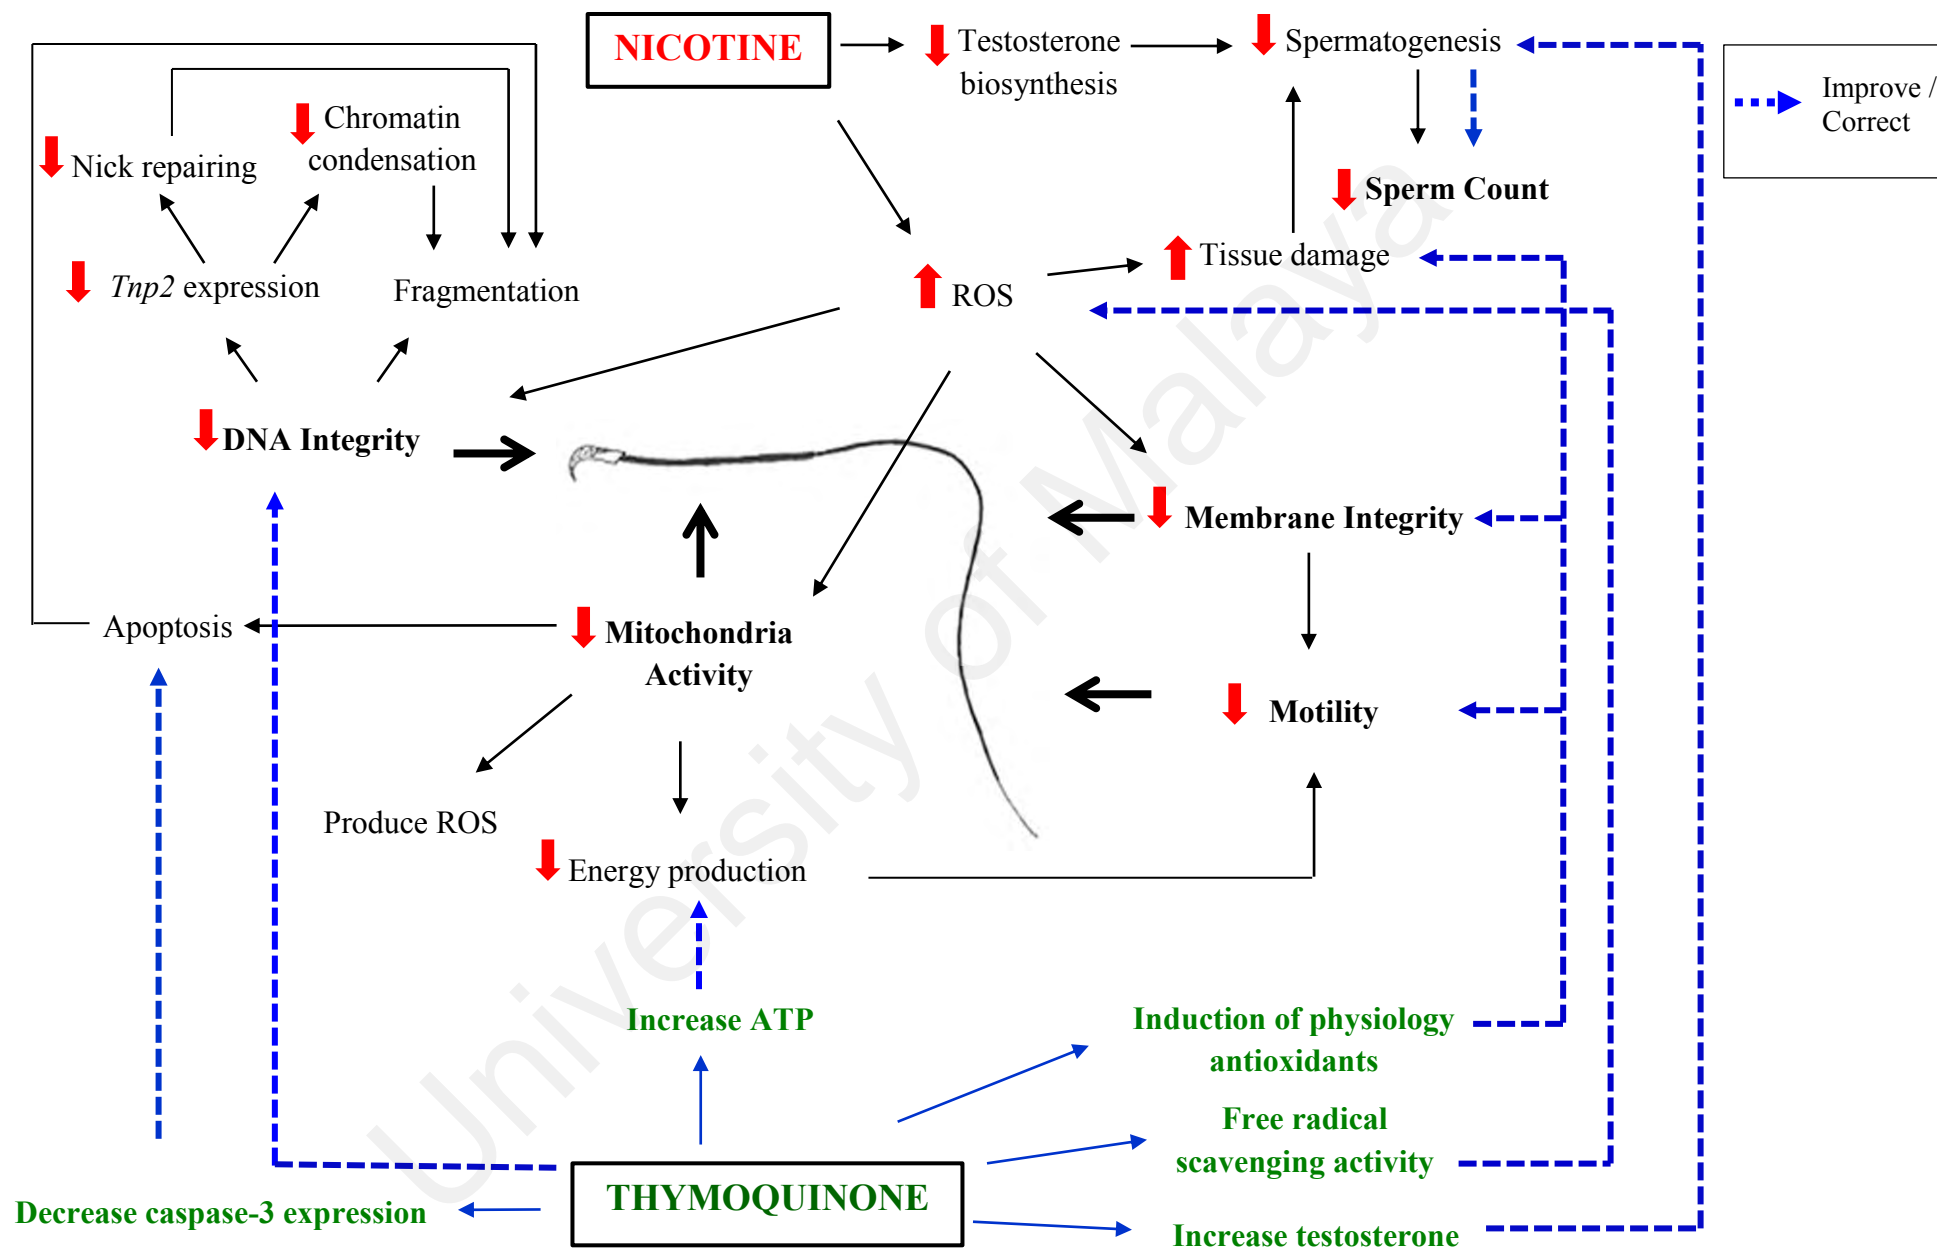 NICOTINE
Testosterone
biosynthesis
Spermatogenesis
Improve /
Correct
Chromatin
condensation
Nick repairing
Sperm Count
Tissue damage
Tnp2 expression
Fragmentation
ROS
DNA Integrity
Membrane Integrity
Apoptosis
Mitochondria
Activity
Motility
Produce ROS
Energy production
Increase ATP
Induction of physiology
antioxidants
Free radical
scavenging activity
THYMOQUINONE
Decrease caspase-3 expression
Increase testosterone
University of Malaya